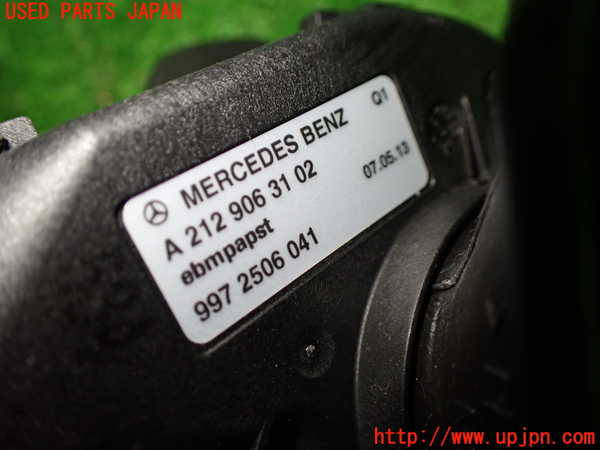 USED PARTS JAPAN
MERCEDES BENZ Q1
A 212 906 31 02 07.05.13
ebmpapst
997 2506 041
http://www.upjpn.com/